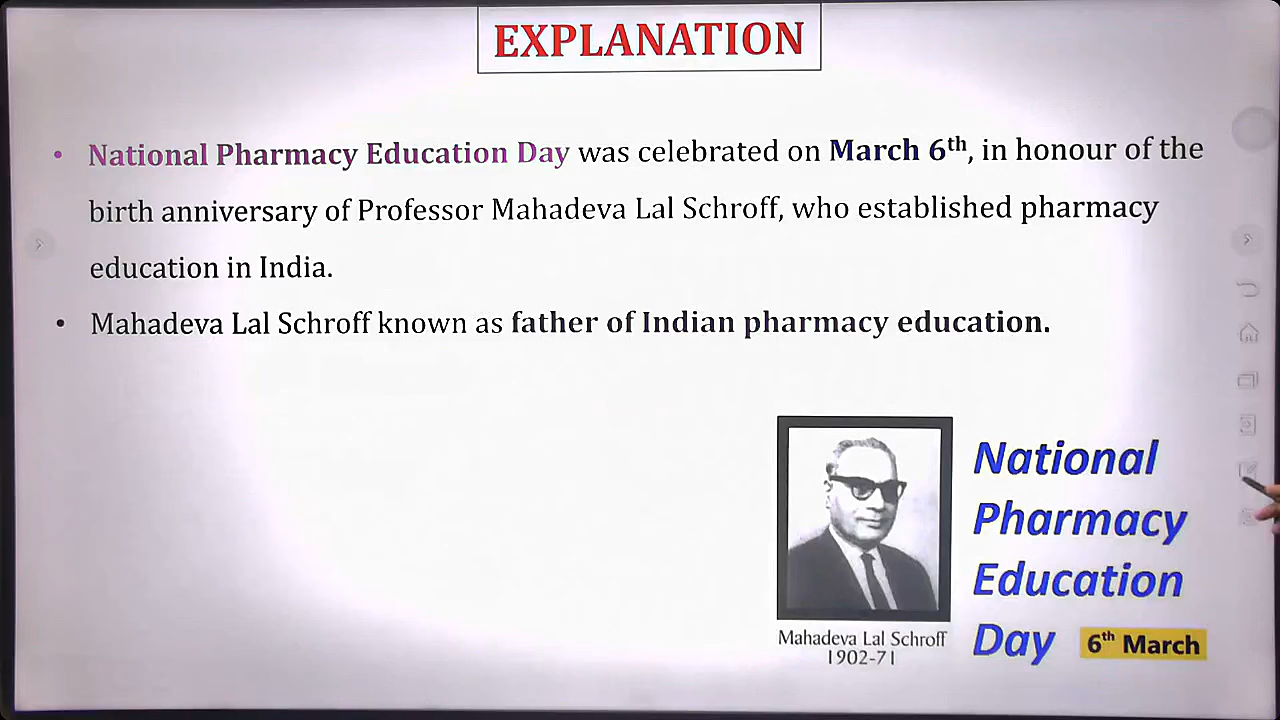 EXPLANATION
• National Pharmacy Education Day was celebrated on March 6th, in honour of the
birth anniversary of Professor Mahadeva Lal Schroff, who established pharmacy
education in India.
• Mahadeva Lal Schroff known as father of Indian pharmacy education.
National
Pharmacy
Education
Day 6th March
Mahadeva Lal Schroff
1902-71